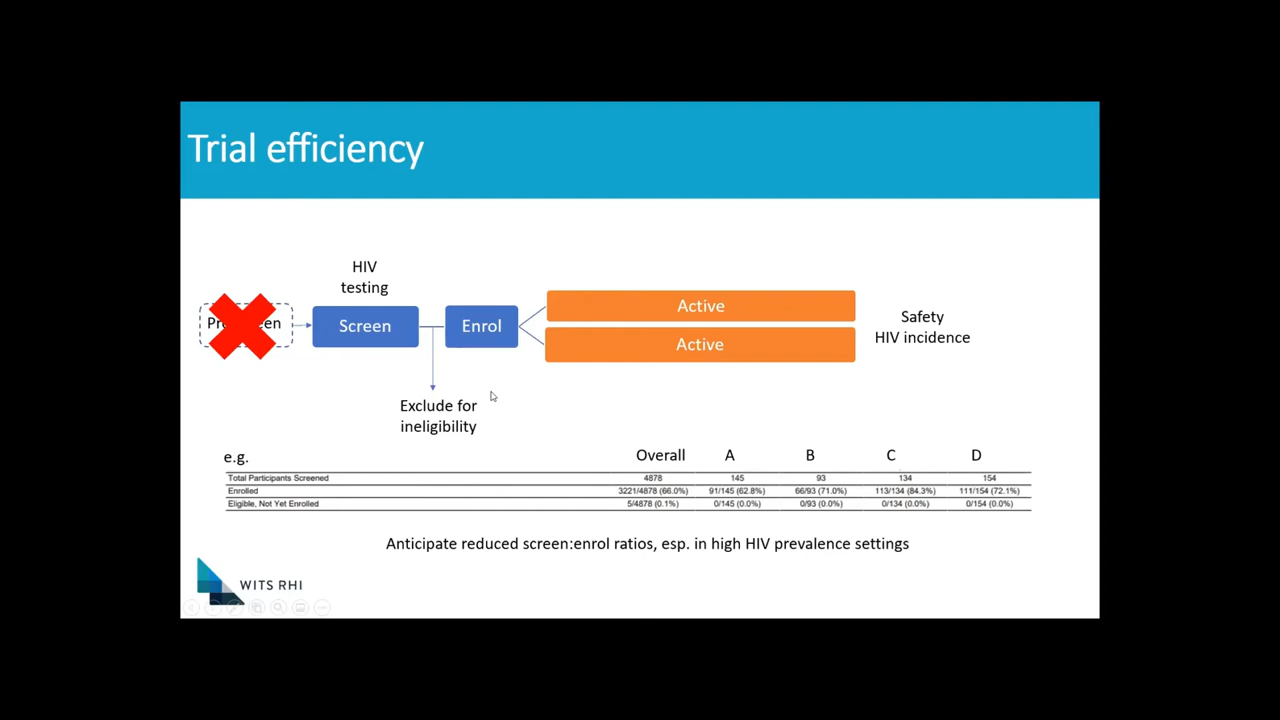 Trial efficiency
HIV
testing
Screen
Enrol
Active
Active
Safety
HIV incidence
Exclude for
ineligibility
e.g. Overall A B C D
Total Participants Screened 4878 145 93 134 154
Enrolled 3221/4878 (66.0%) 91/145 (62.8%) 66/93 (71.0%) 113/134 (84.3%) 111/154 (72.1%)
Eligible, Not Yet Enrolled 5/4878 (0.1%) 0/145 (0.0%) 0/93 (0.0%) 0/134 (0.0%) 0/154 (0.0%)
Anticipate reduced screen:enrol ratios, esp. in high HIV prevalence settings
WITS RHI